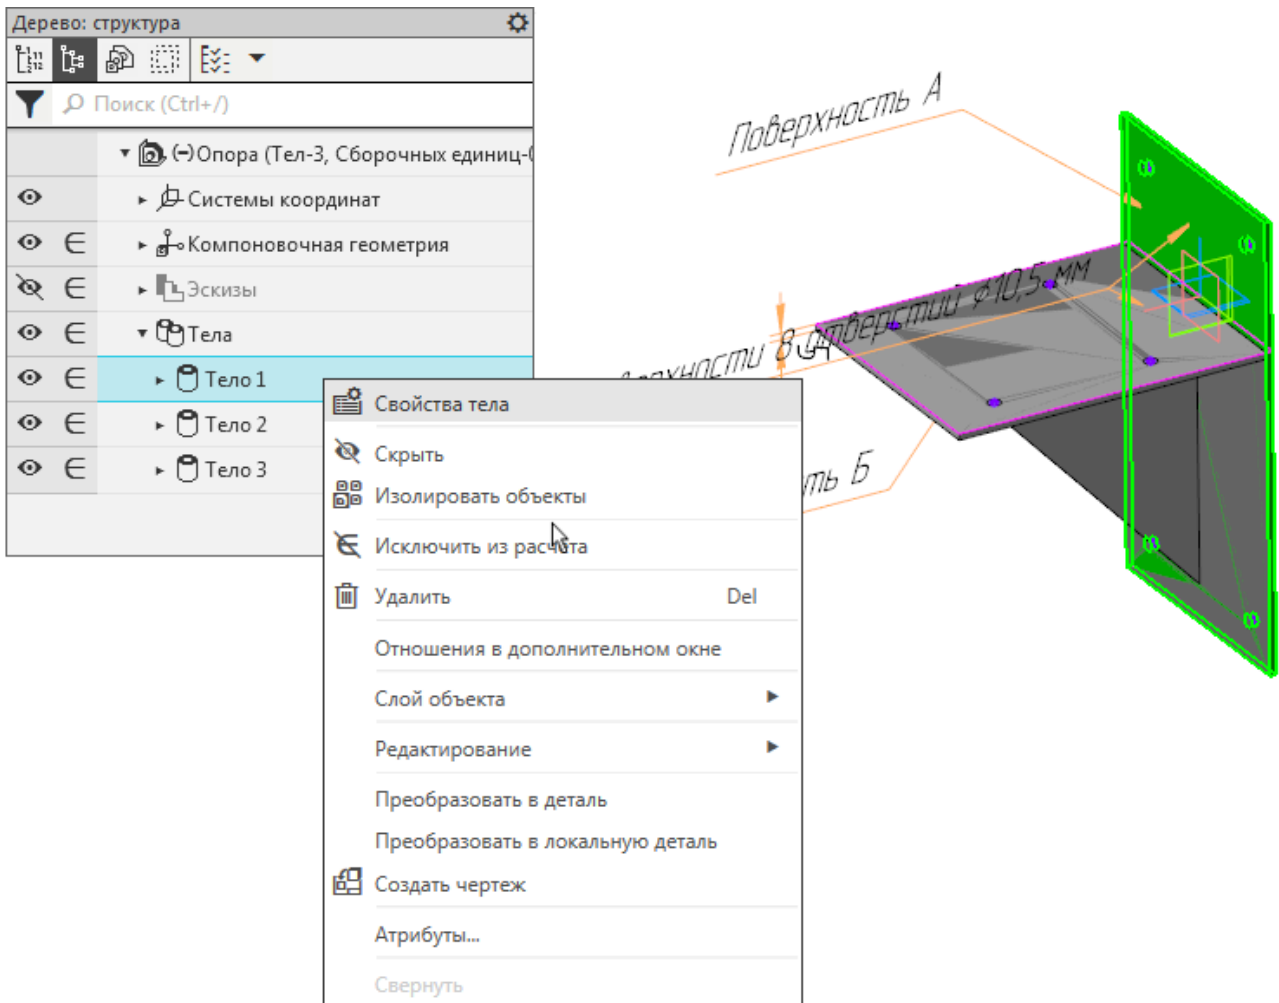 Дерево: структура
Поиск (Ctrl+/)
(-)Опора (Тел-3, Сборочных единиц-
Системы координат
Компоновочная геометрия
Эскизы
Тела
Тело 1
Тело 2
Тело 3
Свойства тела
Скрыть
Изолировать объекты
Исключить из расчета
Удалить Del
Отношения в дополнительном окне
Слой объекта
Редактирование
Преобразовать в деталь
Преобразовать в локальную деталь
Создать чертеж
Атрибуты...
Свернуть
Поверхность А
8 отверстий ⌀10,5 мм
Б